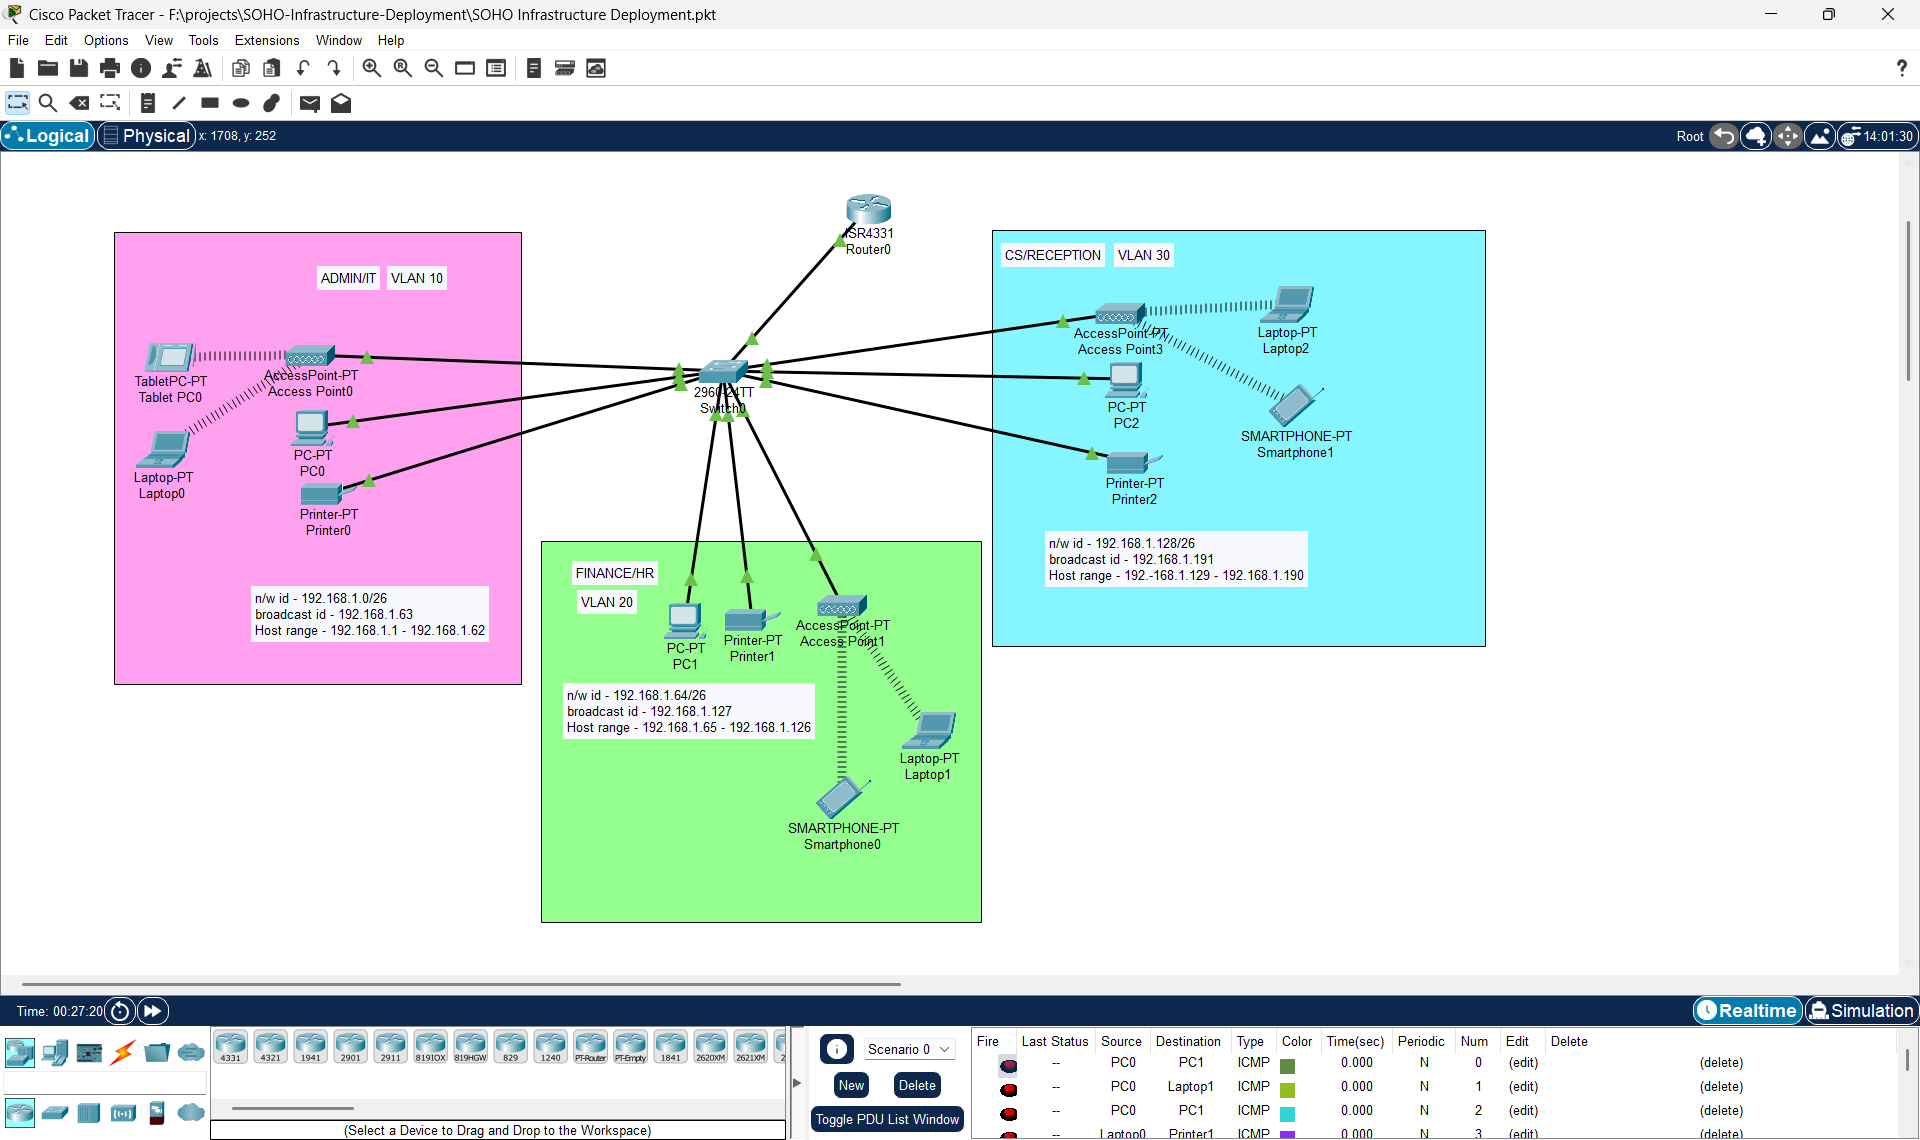 Cisco Packet Tracer - F:\projects\SOHO-Infrastructure-Deployment\SOHO Infrastructure Deployment.pkt
File Edit Options View Tools Extensions Window Help
?
Logical Physical x: 1708, y: 252 Root 14:01:30
ISR4331
Router0
ADMIN/IT VLAN 10
TabletPC-PT
Tablet PC0
AccessPoint-PT
Access Point0
PC-PT
PC0
Laptop-PT
Laptop0
Printer-PT
Printer0
n/w id - 192.168.1.0/26
broadcast id - 192.168.1.63
Host range - 192.168.1.1 - 192.168.1.62
2960-24TT
Switch0
CS/RECEPTION VLAN 30
AccessPoint-PT
Access Point3
Laptop-PT
Laptop2
PC-PT
PC2
SMARTPHONE-PT
Smartphone1
Printer-PT
Printer2
n/w id - 192.168.1.128/26
broadcast id - 192.168.1.191
Host range - 192.-168.1.129 - 192.168.1.190
FINANCE/HR
VLAN 20
PC-PT
PC1
Printer-PT
Printer1
AccessPoint-PT
Access Point1
n/w id - 192.168.1.64/26
broadcast id - 192.168.1.127
Host range - 192.168.1.65 - 192.168.1.126
Laptop-PT
Laptop1
SMARTPHONE-PT
Smartphone0
Time: 00:27:20 Realtime Simulation
4331 4321 1941 2901 2911 819IOX 819HGW 829 1240 PT-Router PT-Empty 1841 2620XM 2621XM 2
(Select a Device to Drag and Drop to the Workspace)
Scenario 0
New Delete
Toggle PDU List Window
Fire Last Status Source Destination Type Color Time(sec) Periodic Num Edit Delete
-- PC0 PC1 ICMP 0.000 N 0 (edit) (delete)
-- PC0 Laptop1 ICMP 0.000 N 1 (edit) (delete)
-- PC0 PC1 ICMP 0.000 N 2 (edit) (delete)
-- Laptop0 Printer1 ICMP 0.000 N 3 (edit) (delete)